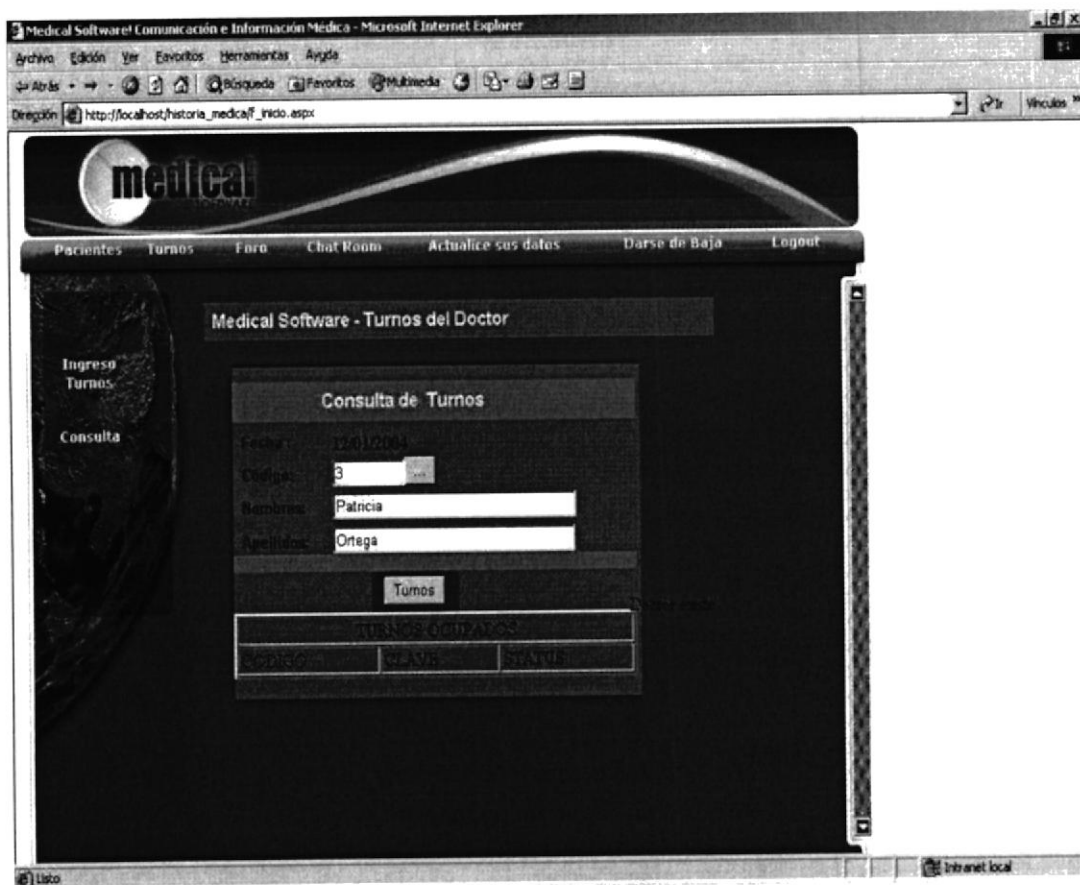 Medical Software! Comunicación e Información Médica - Microsoft Internet Explorer
Archivo Edición Ver Favoritos Herramientas Ayuda
Atrás Búsqueda Favoritos Multimedia
Dirección http://localhost/historia_medica/f_inicio.aspx Ir Vínculos
medical
SOFTWARE
Pacientes Turnos Foro Chat Room Actualice sus datos Darse de Baja Logout
Medical Software - Turnos del Doctor
Ingreso
Turnos
Consulta
Consulta de Turnos
Fecha :
Código: 3 ...
Nombres: Patricia
Apellidos: Ortega
Turnos
TURNOS OCUPADOS
CODIGO CLAVE STATUS
Listo Intranet local